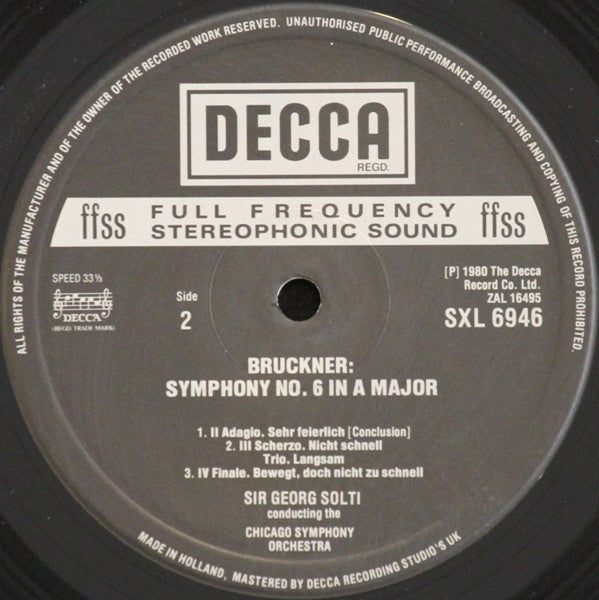 ALL RIGHTS OF THE MANUFACTURER AND OF THE OWNER OF THE RECORDED WORK RESERVED. UNAUTHORISED PUBLIC PERFORMANCE BROADCASTING AND COPYING OF THIS RECORD PROHIBITED.
DECCA
REGD.
ffss FULL FREQUENCY ffss
STEREOPHONIC SOUND
SPEED 33⅓
DECCA
(REGD. TRADE MARK)
Side
2
[P] 1980 The Decca
Record Co. Ltd.
ZAL 16495
SXL 6946
BRUCKNER:
SYMPHONY NO. 6 IN A MAJOR
1. II Adagio. Sehr feierlich [Conclusion]
2. III Scherzo. Nicht schnell
Trio. Langsam
3. IV Finale. Bewegt, doch nicht zu schnell
SIR GEORG SOLTI
conducting the
CHICAGO SYMPHONY
ORCHESTRA
MADE IN HOLLAND, MASTERED BY DECCA RECORDING STUDIO'S UK